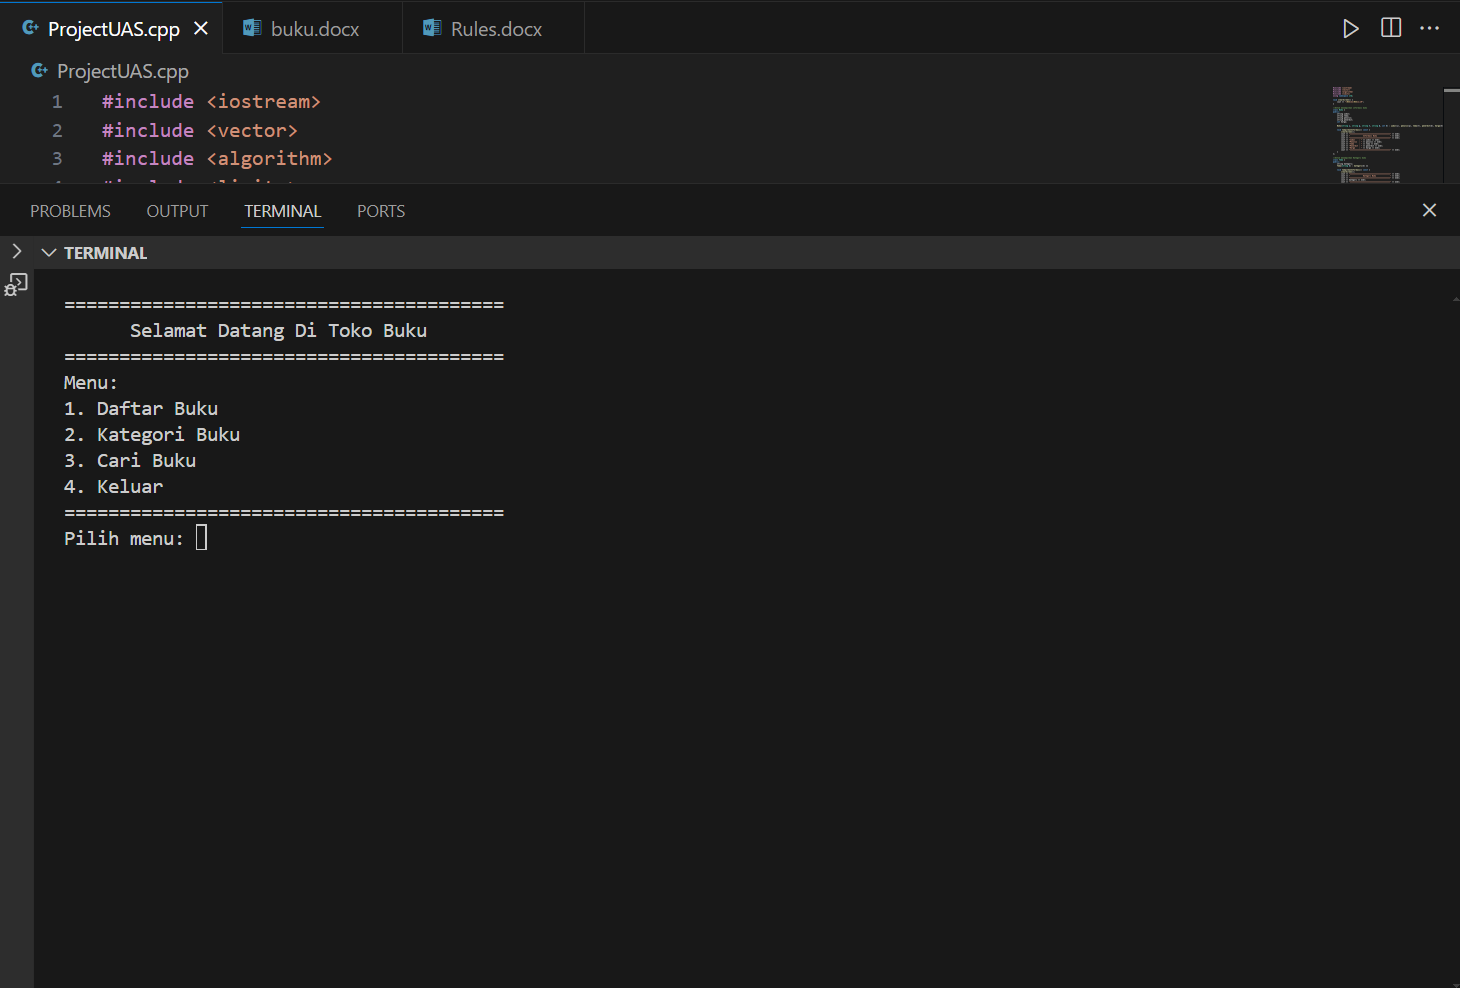 ProjectUAS.cpp
buku.docx
Rules.docx
ProjectUAS.cpp
1 #include <iostream>
2 #include <vector>
3 #include <algorithm>
PROBLEMS OUTPUT TERMINAL PORTS
TERMINAL
========================================
Selamat Datang Di Toko Buku
========================================
Menu:
1. Daftar Buku
2. Kategori Buku
3. Cari Buku
4. Keluar
========================================
Pilih menu: